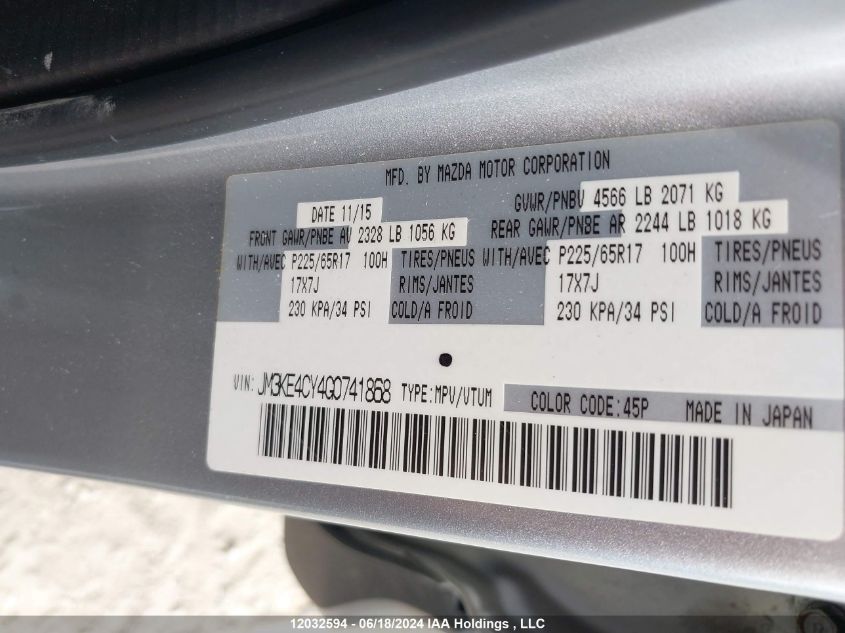 MFD. BY MAZDA MOTOR CORPORATION
DATE 11/15 GVWR/PNBV 4566 LB 2071 KG
FRONT GAWR/PNBE AV 2328 LB 1056 KG REAR GAWR/PNBE AR 2244 LB 1018 KG
WITH/AVEC P225/65R17 100H TIRES/PNEUS WITH/AVEC P225/65R17 100H TIRES/PNEUS
17X7J RIMS/JANTES 17X7J RIMS/JANTES
230 KPA/34 PSI COLD/A FROID 230 KPA/34 PSI COLD/A FROID
VIN: JM3KE4CY4G0741868 TYPE:MPV/VTUM COLOR CODE:45P MADE IN JAPAN
12032594 - 06/18/2024 IAA Holdings , LLC